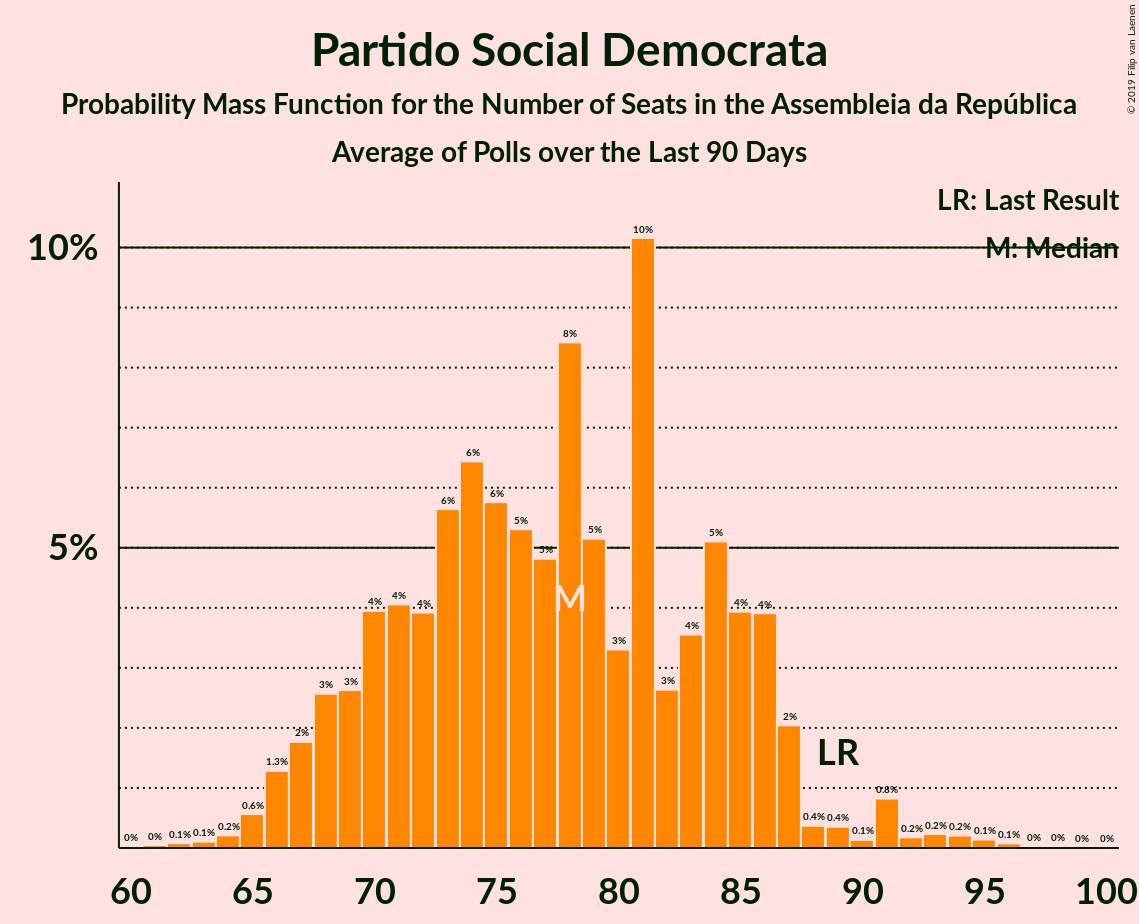 Partido Social Democrata
Probability Mass Function for the Number of Seats in the Assembleia da República
Average of Polls over the Last 90 Days
© 2019 Filip van Laenen
LR: Last Result
M: Median
10%
5%
0% 0% 0.1% 0.1% 0.2% 0.6% 1.3% 2% 3% 3% 4% 4% 4% 6% 6% 6% 5% 5% 8% 5% 3% 10% 3% 4% 5% 4% 4% 2% 0.4% 0.4% 0.1% 0.8% 0.2% 0.2% 0.2% 0.1% 0.1% 0% 0% 0% 0%
M
LR
60 65 70 75 80 85 90 95 100